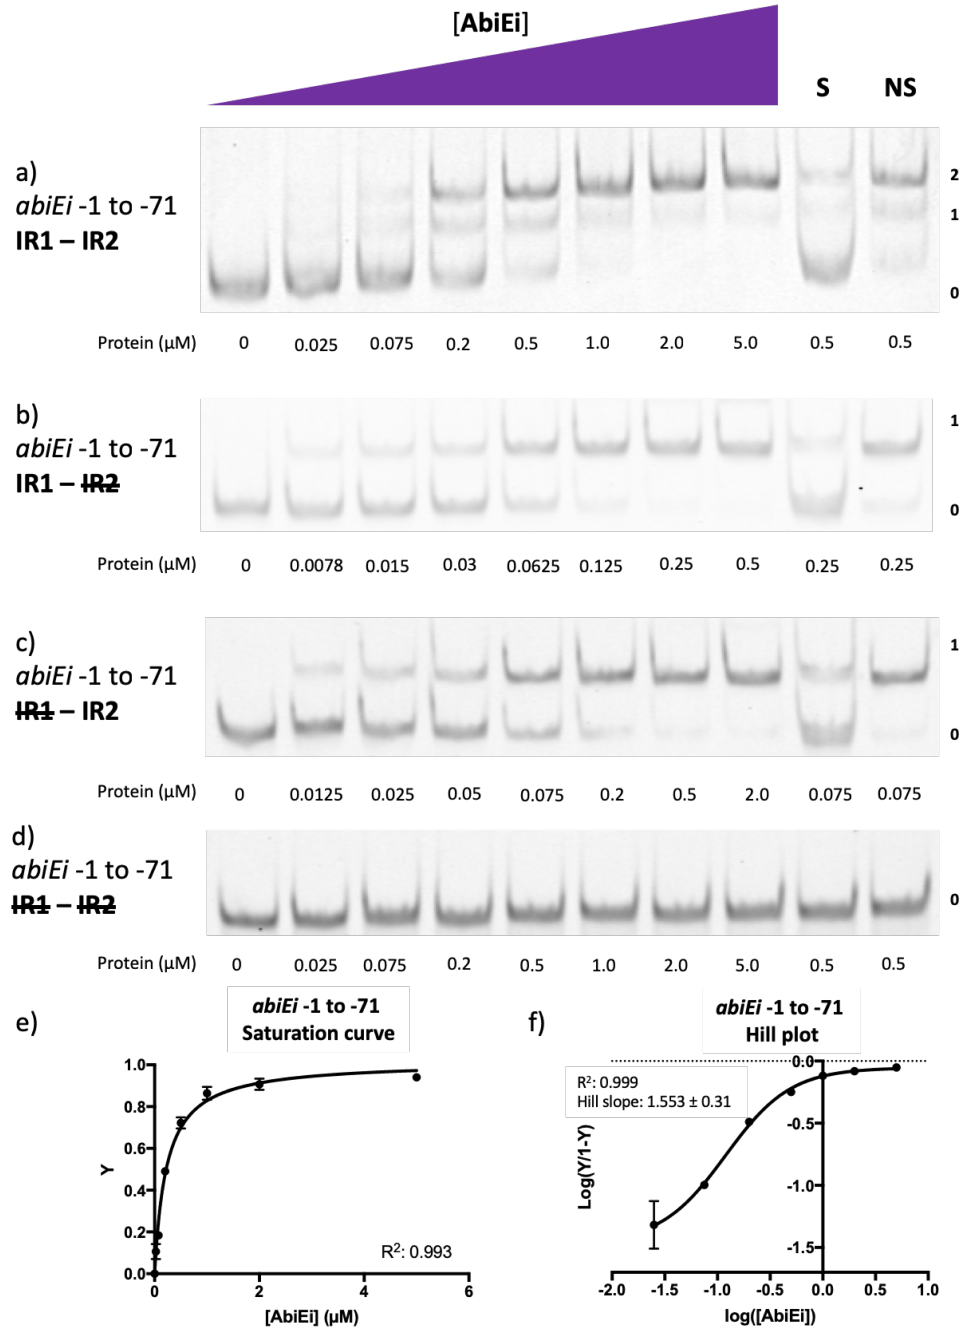 [AbiEi]
S NS
a)
abiEi -1 to -71
IR1 – IR2
2
1
0
Protein (µM) 0 0.025 0.075 0.2 0.5 1.0 2.0 5.0 0.5 0.5
b)
abiEi -1 to -71
IR1 – IR2
1
0
Protein (µM) 0 0.0078 0.015 0.03 0.0625 0.125 0.25 0.5 0.25 0.25
c)
abiEi -1 to -71
IR1 – IR2
1
0
Protein (µM) 0 0.0125 0.025 0.05 0.075 0.2 0.5 2.0 0.075 0.075
d)
abiEi -1 to -71
IR1 – IR2
0
Protein (µM) 0 0.025 0.075 0.2 0.5 1.0 2.0 5.0 0.5 0.5
e)
abiEi -1 to -71
Saturation curve
1.0
0.8
0.6
0.4
0.2
0.0
Y
R²: 0.993
0 2 4 6
[AbiEi] (µM)
f)
abiEi -1 to -71
Hill plot
R²: 0.999
Hill slope: 1.553 ± 0.31
0.0
-0.5
-1.0
-1.5
Log(Y/1-Y)
-2.0 -1.5 -1.0 -0.5 0.0 0.5 1.0
log([AbiEi])